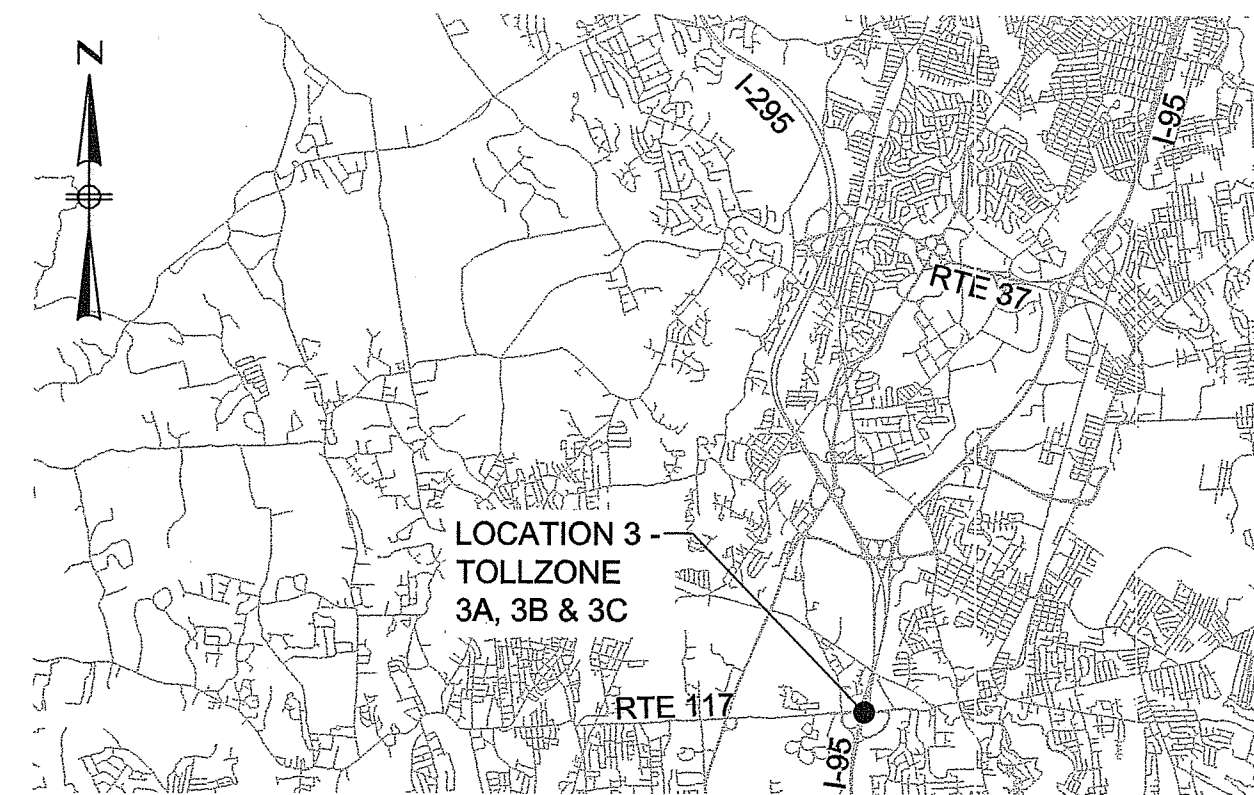 N
I-295
I-95
RTE 37
LOCATION 3 -
TOLLZONE
3A, 3B & 3C
RTE 117
I-95